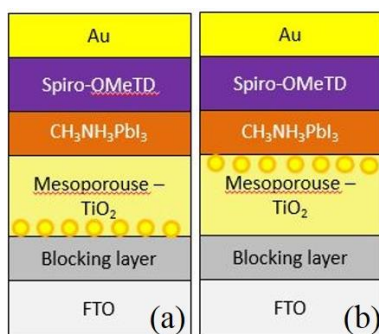 Au
Spiro-OMeTD
CH₃NH₃PbI₃
Mesoporouse –
TiO₂
Blocking layer
FTO
(a)
Au
Spiro-OMeTD
CH₃NH₃PbI₃
Mesoporouse –
TiO₂
Blocking layer
FTO
(b)